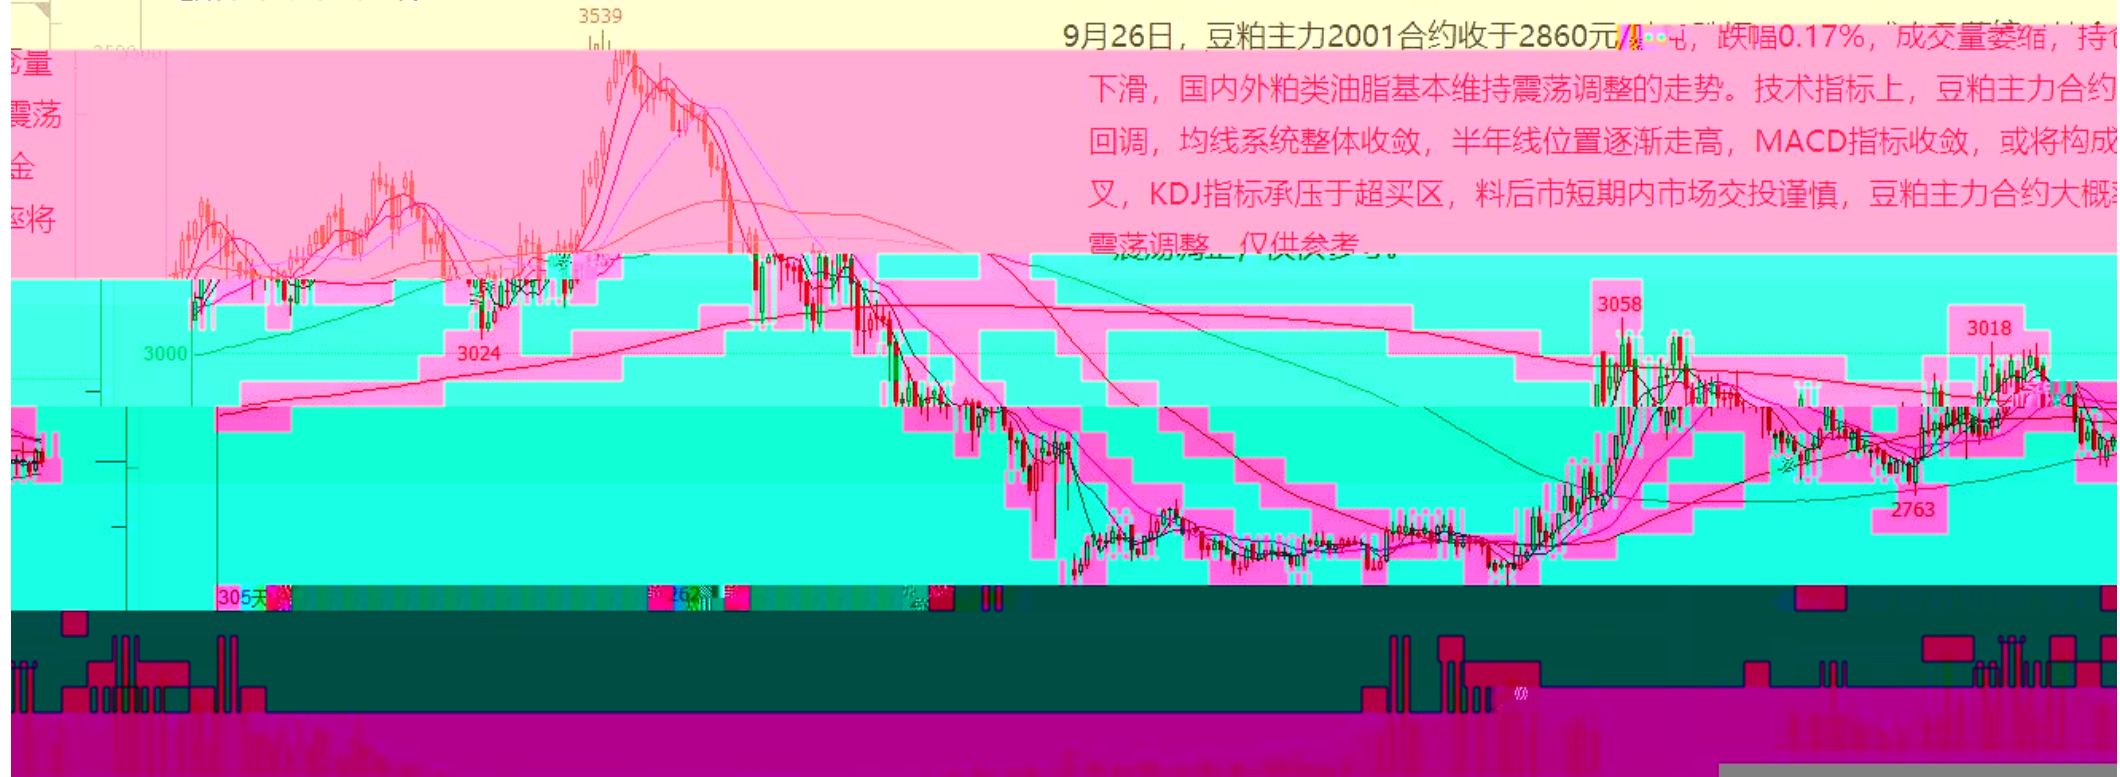 3539
9月26日，豆粕主力2001合约收于2860元/吨，跌幅0.17%，成交量萎缩，持仓
下滑，国内外粕类油脂基本维持震荡调整的走势。技术指标上，豆粕主力合约
回调，均线系统整体收敛，半年线位置逐渐走高，MACD指标收敛，或将构成
叉，KDJ指标承压于超买区，料后市短期内市场交投谨慎，豆粕主力合约大概率
震荡调整，仅供参考。
仓量
震荡
金
率将
3000
3024
3058
3018
2763
305天
262